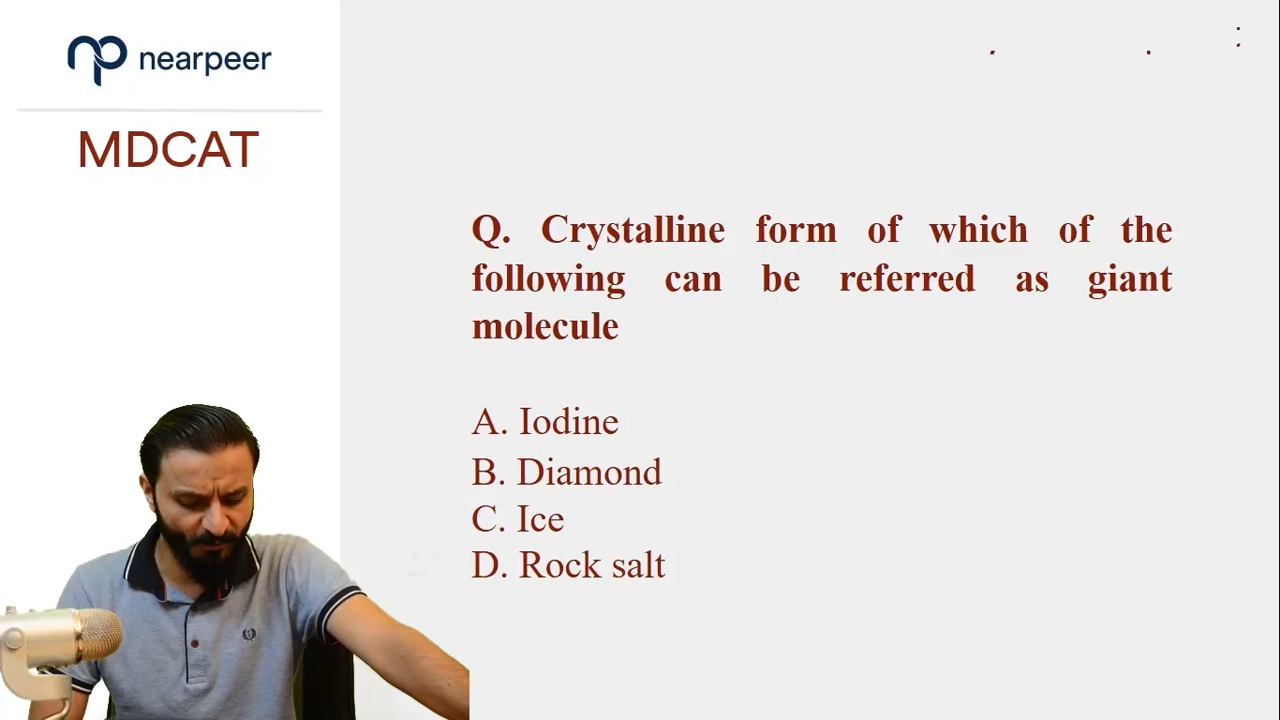 nearpeer
MDCAT
Q. Crystalline form of which of the
following can be referred as giant
molecule
A. Iodine
B. Diamond
C. Ice
D. Rock salt